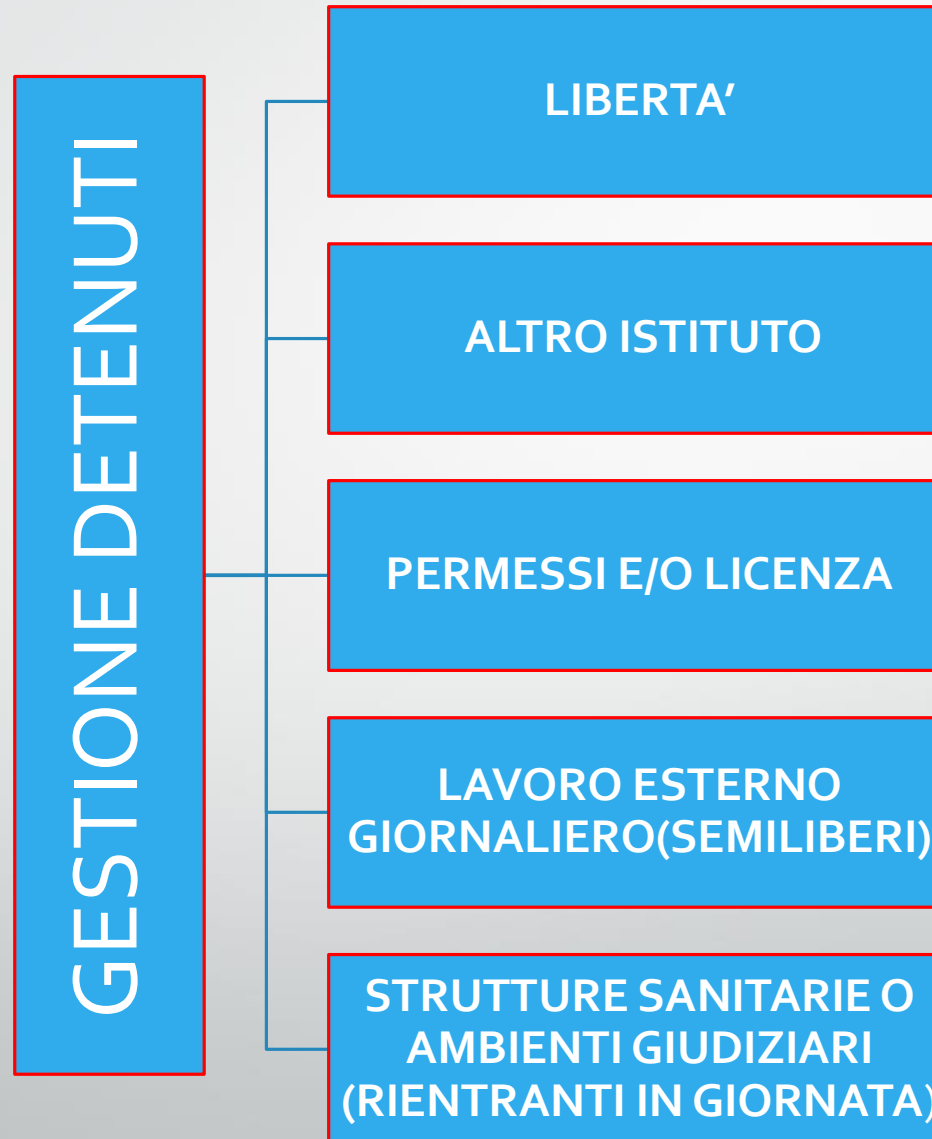 GESTIONE DETENUTI
LIBERTA’
ALTRO ISTITUTO
PERMESSI E/O LICENZA
LAVORO ESTERNO
GIORNALIERO(SEMILIBERI)
STRUTTURE SANITARIE O
AMBIENTI GIUDIZIARI
(RIENTRANTI IN GIORNATA)